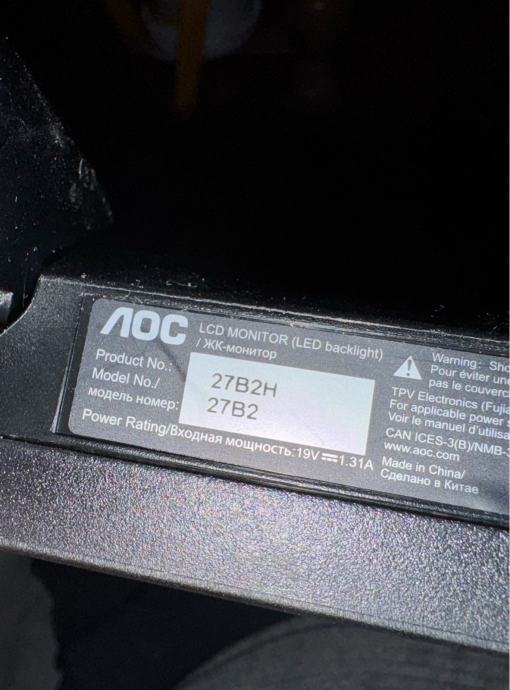 AOC LCD MONITOR (LED backlight)
/ ЖК-монитор
Product No.: 27B2H
Model No./
модель номер: 27B2
Power Rating/Входная мощность:19V⎓1.31A
Warning:
Pour éviter
pas le
TPV Electronics
For applicable power
Voir le manuel
CAN ICES-3(B)/NMB-
www.aoc.com
Made in China/
Сделано в Китае